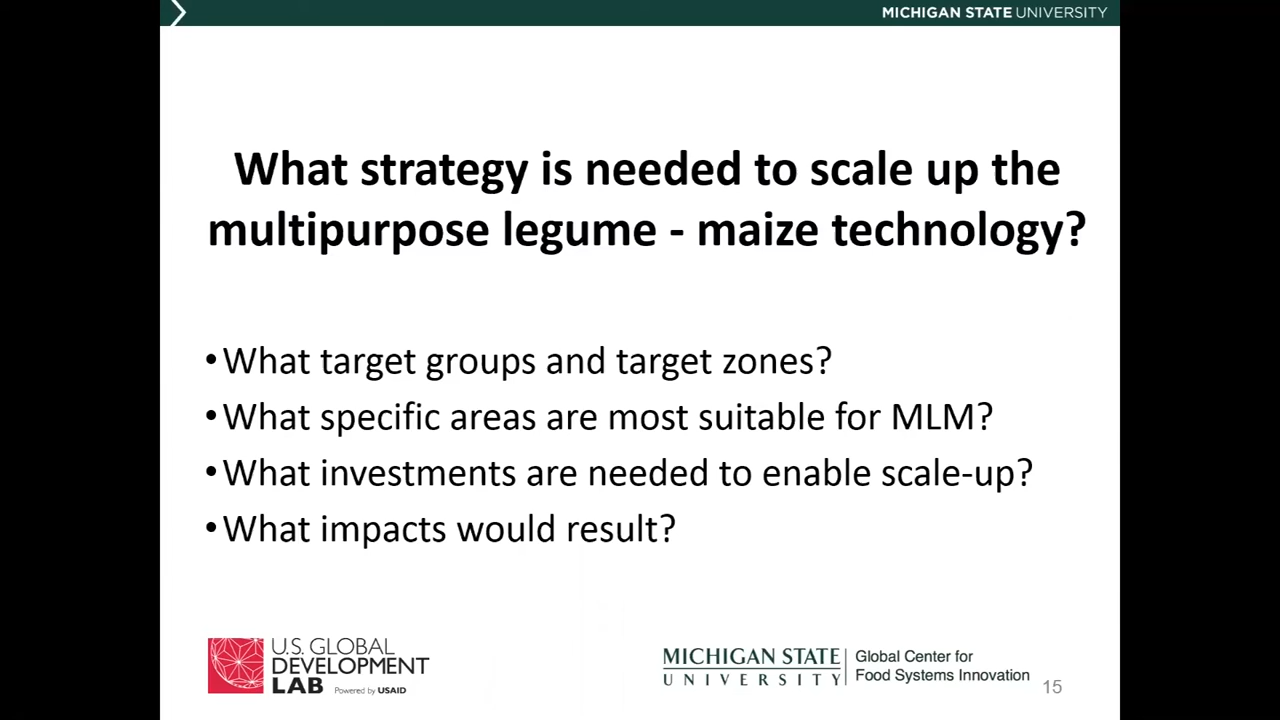 MICHIGAN STATE UNIVERSITY
What strategy is needed to scale up the
multipurpose legume - maize technology?
•What target groups and target zones?
•What specific areas are most suitable for MLM?
•What investments are needed to enable scale-up?
•What impacts would result?
U.S. GLOBAL
DEVELOPMENT
LAB Powered by USAID
MICHIGAN STATE
UNIVERSITY
Global Center for
Food Systems Innovation
15